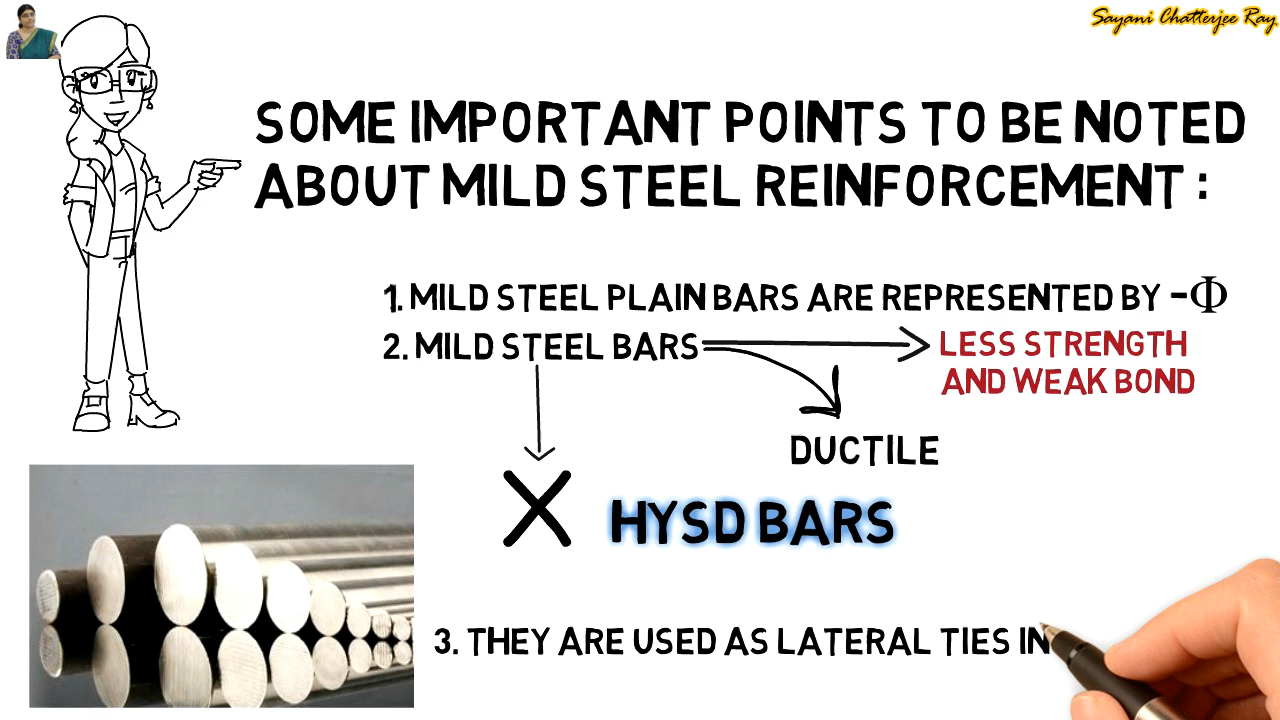 Sayani Chatterjee Ray
SOME IMPORTANT POINTS TO BE NOTED
ABOUT MILD STEEL REINFORCEMENT :
1. MILD STEEL PLAIN BARS ARE REPRESENTED BY -Φ
2. MILD STEEL BARS
LESS STRENGTH
AND WEAK BOND
DUCTILE
X HYSD BARS
3. THEY ARE USED AS LATERAL TIES IN